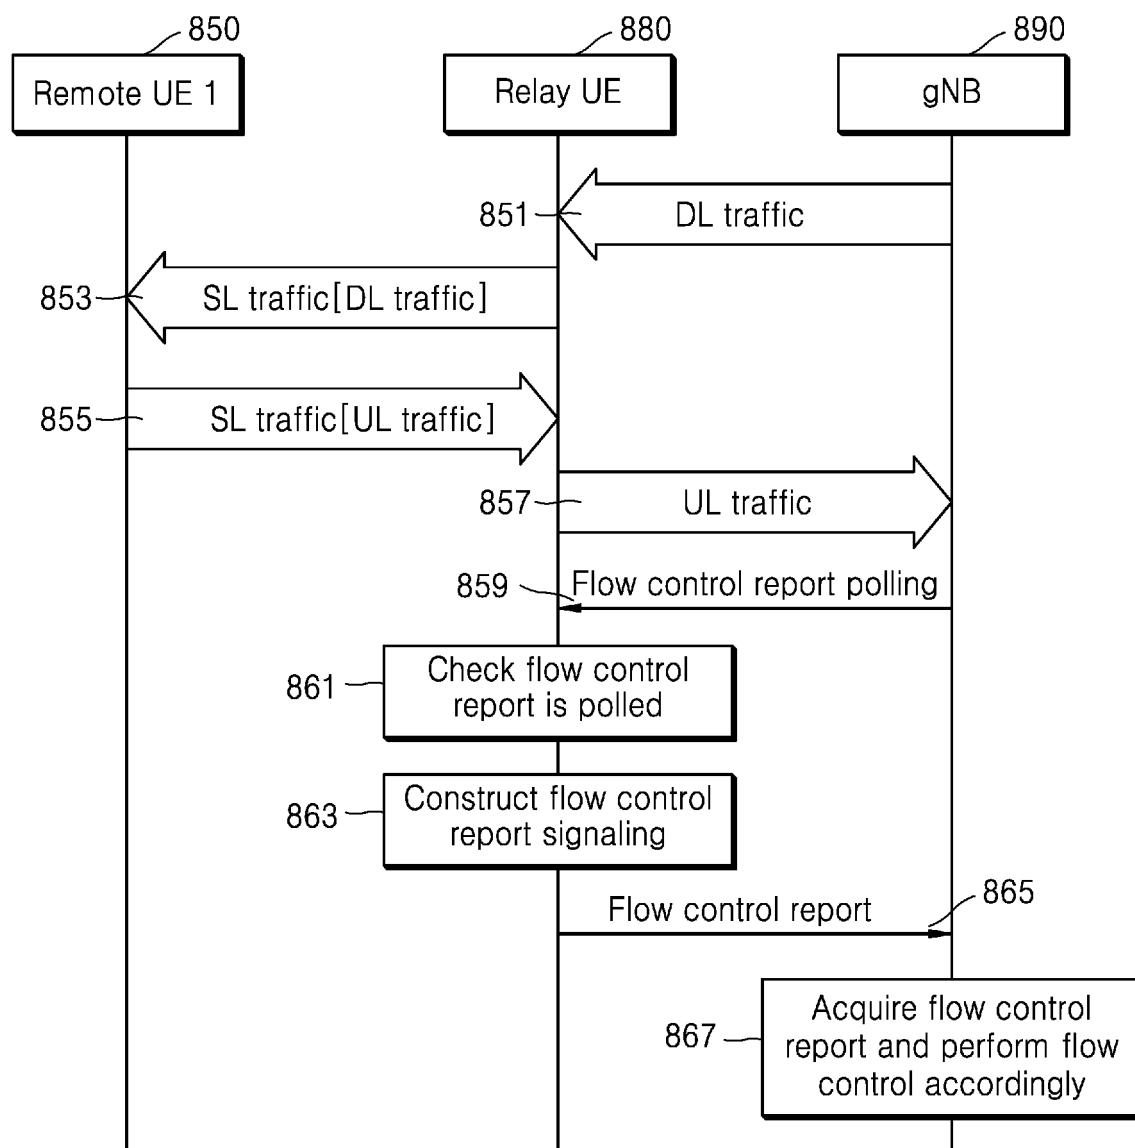 850
880
890
Remote UE 1
Relay UE
gNB
851
DL traffic
853
SL traffic[DL traffic]
855
SL traffic[UL traffic]
857
UL traffic
859
Flow control report polling
861
Check flow control
report is polled
863
Construct flow control
report signaling
Flow control report
865
867
Acquire flow control
report and perform flow
control accordingly